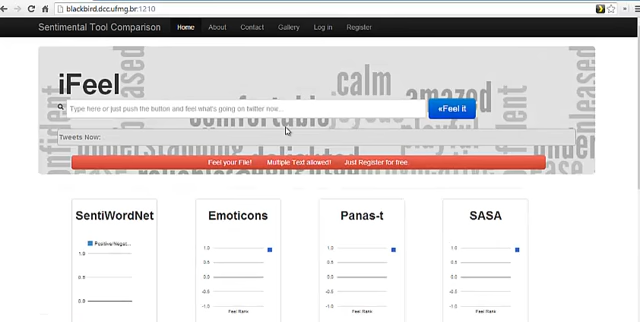 blackbird.dcc.ufmg.br:1210
Sentimental Tool Comparison Home About Contact Gallery Log in Register
calm
iFeel
amazed
Type here or just push the button and feel what's going on twitter now...
«Feel it
comfortable
Tweets Now:
Feel your File! Multiple Text allowed! Just Register for free.
SentiWordNet Emoticons Panas-t SASA
Positive/Negat...
1.0 1.0 1.0 1.0
0.5 0.5 0.5 0.5
0.0 0.0 0.0
-0.5 -0.5 -0.5
-1.0 -1.0 -1.0
Feel Rank Feel Rank Feel Rank